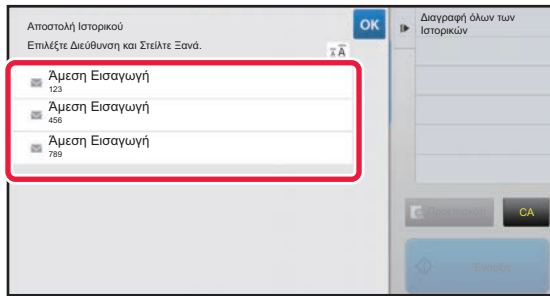 Αποστολή Ιστορικού
Επιλέξτε Διεύθυνση και Στείλτε Ξανά.
OK
Διαγραφή όλων των
Ιστορικών
Άμεση Εισαγωγή
123
Άμεση Εισαγωγή
456
Άμεση Εισαγωγή
789
CA